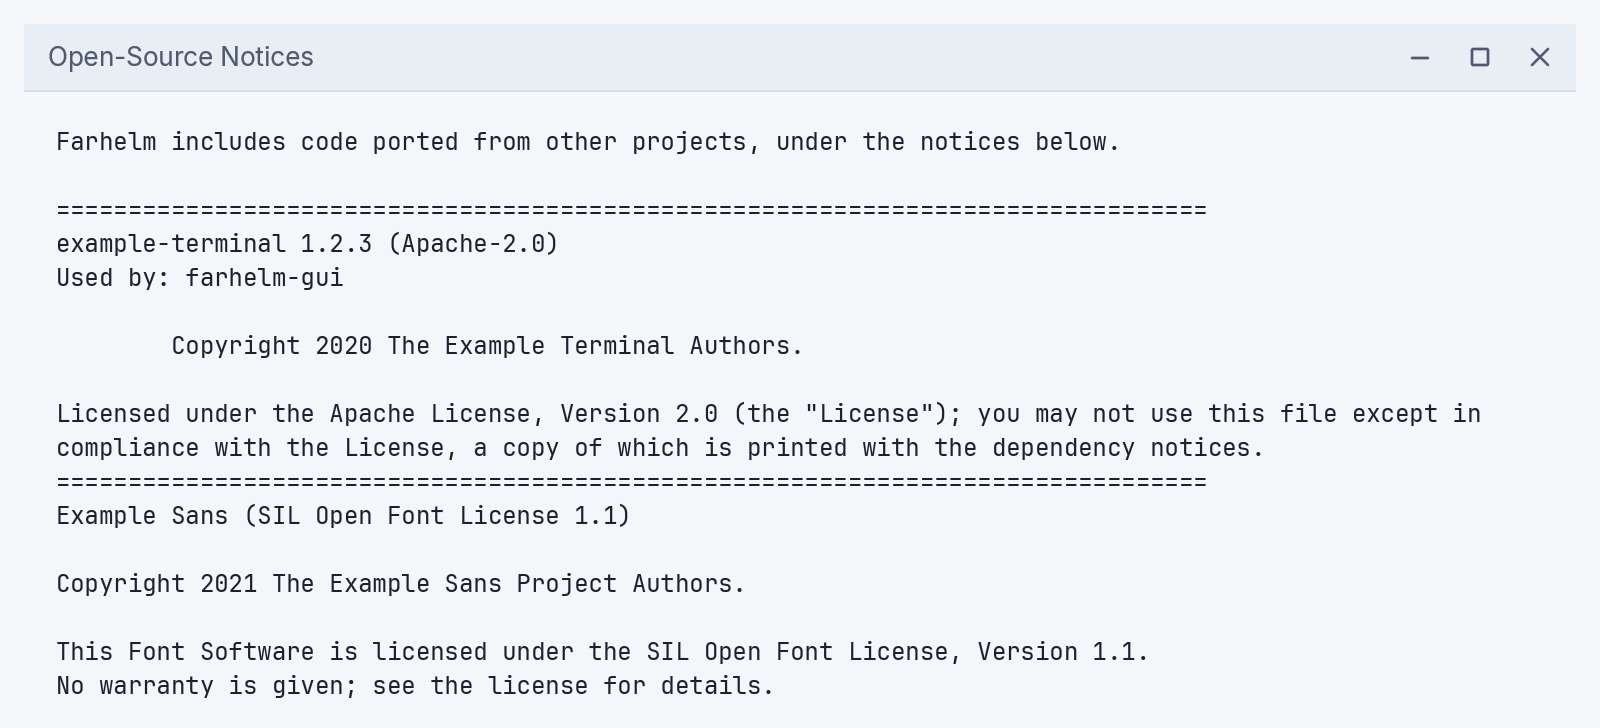 Open-Source Notices
Farhelm includes code ported from other projects, under the notices below.
================================================================================
example-terminal 1.2.3 (Apache-2.0)
Used by: farhelm-gui
Copyright 2020 The Example Terminal Authors.
Licensed under the Apache License, Version 2.0 (the "License"); you may not use this file except in
compliance with the License, a copy of which is printed with the dependency notices.
================================================================================
Example Sans (SIL Open Font License 1.1)
Copyright 2021 The Example Sans Project Authors.
This Font Software is licensed under the SIL Open Font License, Version 1.1.
No warranty is given; see the license for details.